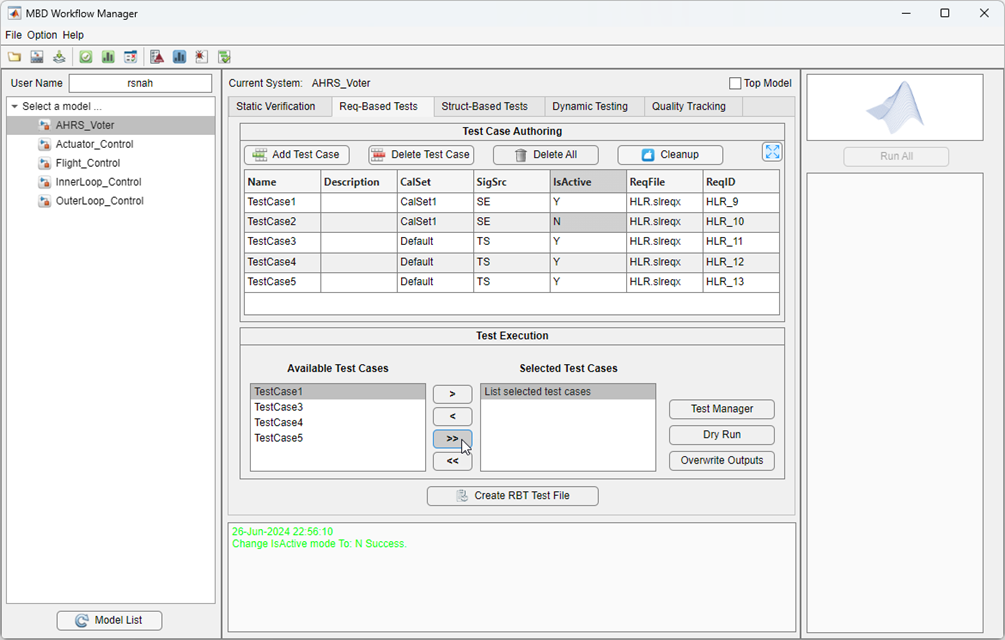 MBD Workflow Manager
File Option Help
User Name rsnah
Select a model ...
AHRS_Voter
Actuator_Control
Flight_Control
InnerLoop_Control
OuterLoop_Control
Model List
Current System: AHRS_Voter
Top Model
Static Verification Req-Based Tests Struct-Based Tests Dynamic Testing Quality Tracking
Test Case Authoring
Add Test Case Delete Test Case Delete All Cleanup
Name Description CalSet SigSrc IsActive ReqFile ReqID
TestCase1 CalSet1 SE Y HLR.slreqx HLR_9
TestCase2 CalSet1 SE N HLR.slreqx HLR_10
TestCase3 Default TS Y HLR.slreqx HLR_11
TestCase4 Default TS Y HLR.slreqx HLR_12
TestCase5 Default TS Y HLR.slreqx HLR_13
Test Execution
Available Test Cases
TestCase1
TestCase3
TestCase4
TestCase5
>
<
>>
<<
Selected Test Cases
List selected test cases
Test Manager
Dry Run
Overwrite Outputs
Create RBT Test File
26-Jun-2024 22:56:10
Change IsActive mode To: N Success.
Run All